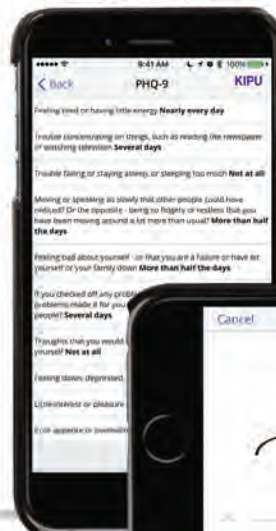 9:41 AM 100%
Back PHQ-9 KIPU
Feeling tired or having little energy Nearly every day
Trouble concentrating on things, such as reading the newspaper
or watching television Several days
Trouble falling or staying asleep, or sleeping too much Not at all
Moving or speaking so slowly that other people could have
noticed? Or the opposite - being so fidgety or restless that you
have been moving around a lot more than usual? More than half
the days
Feeling bad about yourself - or that you are a failure or have let
yourself or your family down More than half the days
If you checked off any
problems made it for you
people? Several days
Thoughts that you would
yourself Not at all
Feeling down, depressed
Little interest or pleasure
Poor appetite or
Cancel